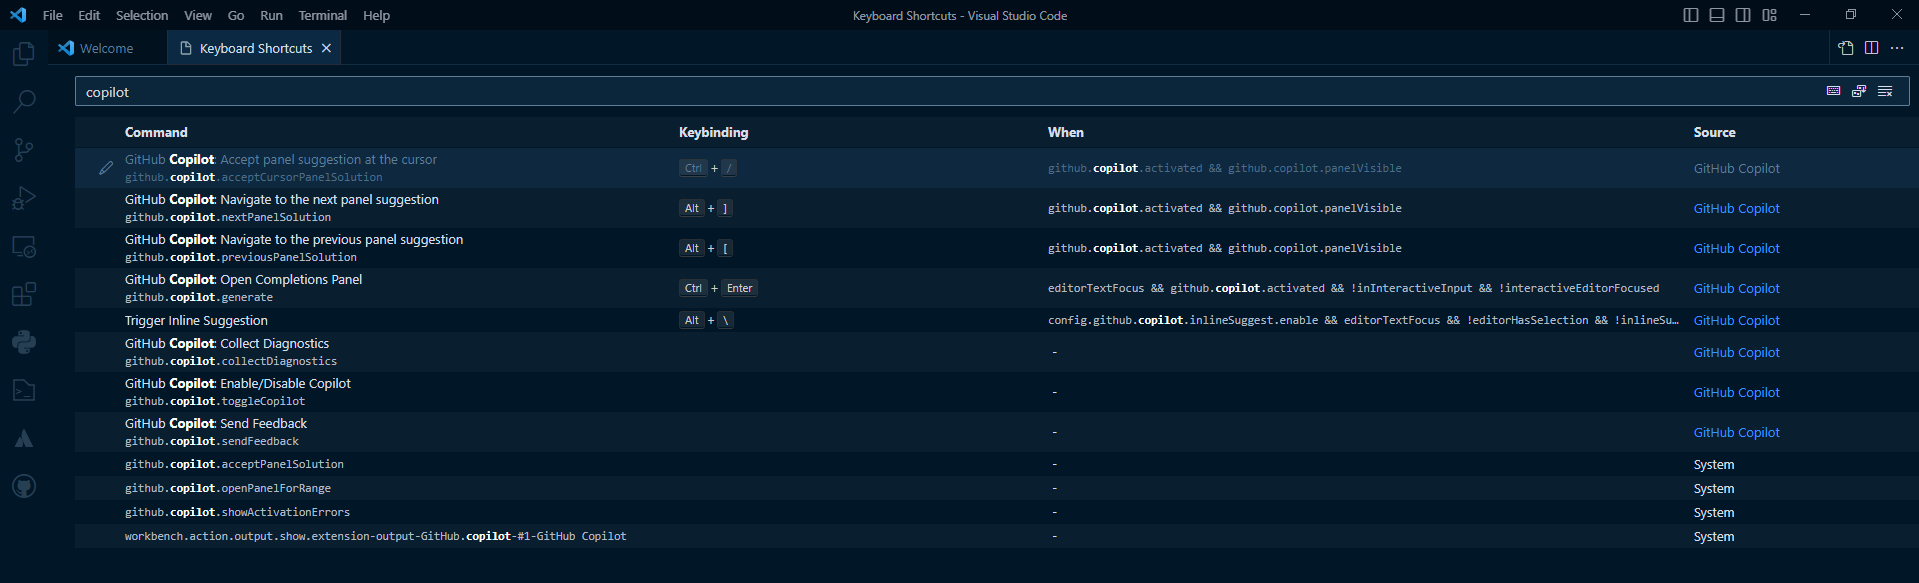 File Edit Selection View Go Run Terminal Help Keyboard Shortcuts - Visual Studio Code
Welcome Keyboard Shortcuts
copilot
Command Keybinding When Source
GitHub Copilot: Accept panel suggestion at the cursor
github.copilot.acceptCursorPanelSolution
Ctrl + / github.copilot.activated && github.copilot.panelVisible GitHub Copilot
GitHub Copilot: Navigate to the next panel suggestion
github.copilot.nextPanelSolution
Alt + ] github.copilot.activated && github.copilot.panelVisible GitHub Copilot
GitHub Copilot: Navigate to the previous panel suggestion
github.copilot.previousPanelSolution
Alt + [ github.copilot.activated && github.copilot.panelVisible GitHub Copilot
GitHub Copilot: Open Completions Panel
github.copilot.generate
Ctrl + Enter editorTextFocus && github.copilot.activated && !inInteractiveInput && !interactiveEditorFocused GitHub Copilot
Trigger Inline Suggestion Alt + \ config.github.copilot.inlineSuggest.enable && editorTextFocus && !editorHasSelection && !inlineSu... GitHub Copilot
GitHub Copilot: Collect Diagnostics
github.copilot.collectDiagnostics
- GitHub Copilot
GitHub Copilot: Enable/Disable Copilot
github.copilot.toggleCopilot
- GitHub Copilot
GitHub Copilot: Send Feedback
github.copilot.sendFeedback
- GitHub Copilot
github.copilot.acceptPanelSolution - System
github.copilot.openPanelForRange - System
github.copilot.showActivationErrors - System
workbench.action.output.show.extension-output-GitHub.copilot-#1-GitHub Copilot - System